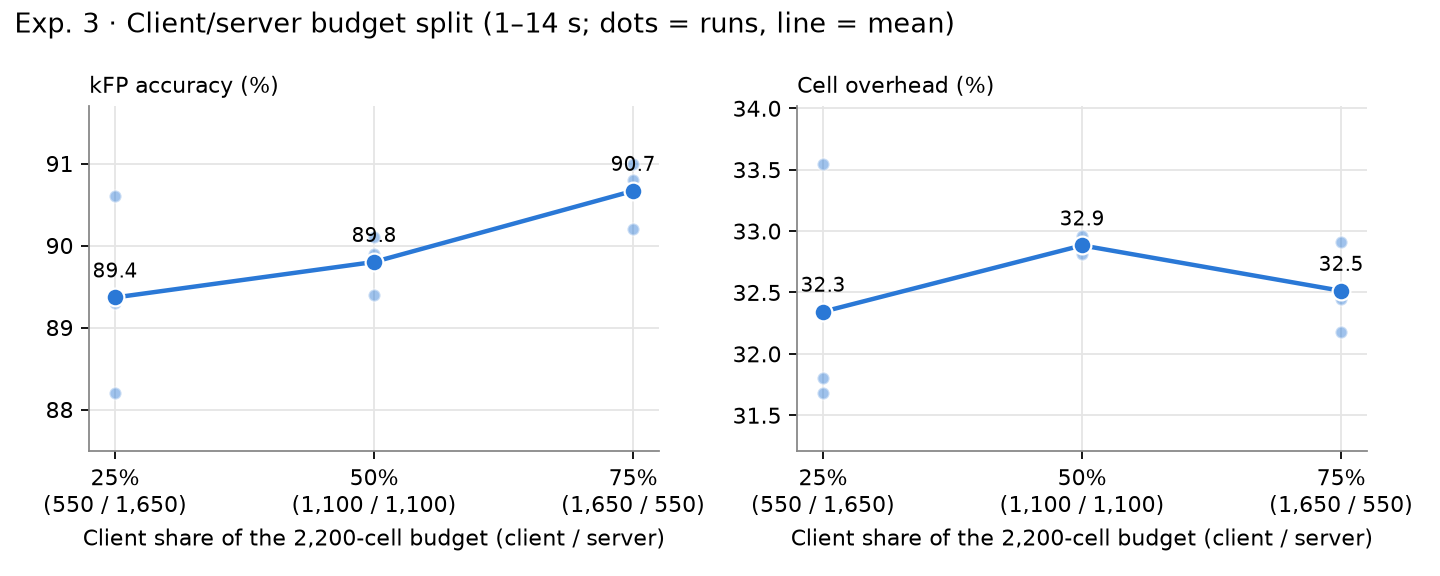 Exp. 3 · Client/server budget split (1–14 s; dots = runs, line = mean)
kFP accuracy (%)
91
90
89
88
89.4
89.8
90.7
25%
50%
75%
(550 / 1,650)
(1,100 / 1,100)
(1,650 / 550)
Client share of the 2,200-cell budget (client / server)
Cell overhead (%)
34.0
33.5
33.0
32.5
32.0
31.5
32.3
32.9
32.5
25%
50%
75%
(550 / 1,650)
(1,100 / 1,100)
(1,650 / 550)
Client share of the 2,200-cell budget (client / server)